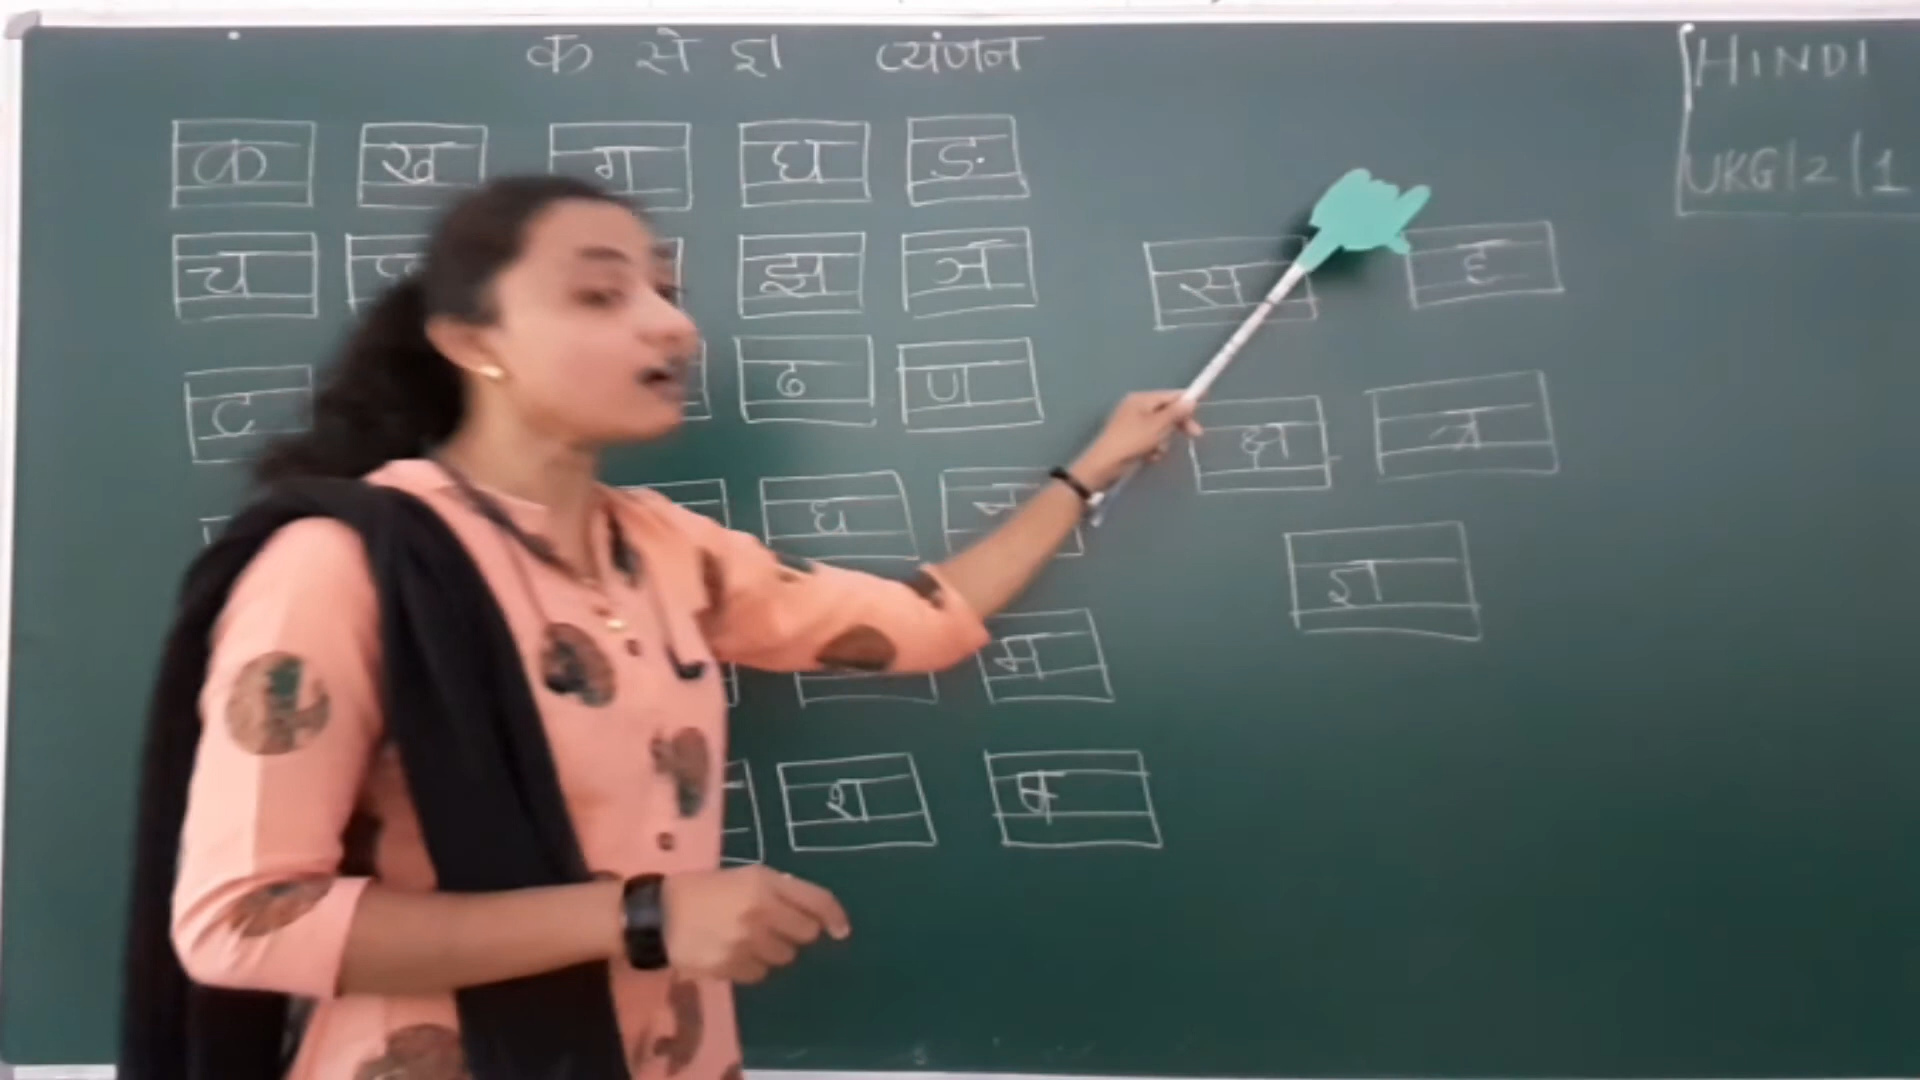 क से ज्ञ व्यंजन
HINDI
UKG|2|1
क ख ग घ ङ
च झ ञ
स ह
ट ढ ण
क्ष त्र
ध न
ज्ञ
म
श ष